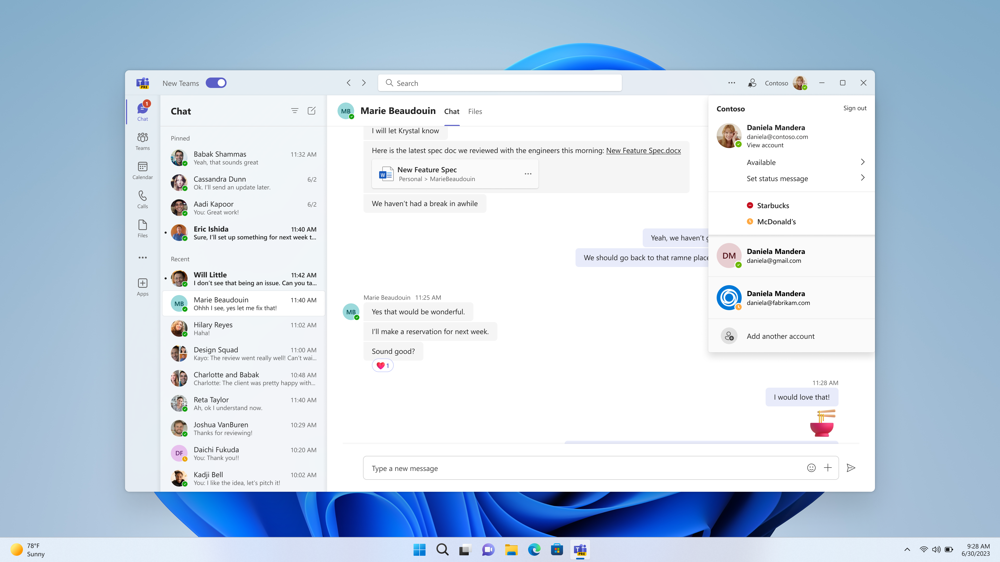 T
PRE
New Teams
Search
Contoso
1
Chat
Teams
Calendar
Calls
Files
Apps
Chat
Pinned
Babak Shammas 11:32 AM
Yeah, that sounds great
Cassandra Dunn 6/2
Ok. I’ll send an update later.
Aadi Kapoor 6/2
You: Great work!
Eric Ishida 11:40 AM
Sure, I’ll set up something for next week t...
Recent
Will Little 11:42 AM
I don’t see that being an issue. Can you ta...
MB
Marie Beaudouin 11:40 AM
Ohhh I see, yes let me fix that!
Hilary Reyes 11:02 AM
Haha!
Design Squad 11:00 AM
Kayo: The review went really well! Can’t wai...
Charlotte and Babak 10:48 AM
Charlotte: The client was pretty happy with...
Reta Taylor 11:40 AM
Ah, ok I understand now.
Joshua VanBuren 10:29 AM
Thanks for reviewing!
DF
Daichi Fukuda 10:20 AM
You: Thank you!!
Kadji Bell 10:02 AM
You: I like the idea, let’s pitch it!
MB
Marie Beaudouin Chat Files
I will let Krystal know
Here is the latest spec doc we reviewed with the engineers this morning: New Feature Spec.docx
W
New Feature Spec
Personal > MarieBeaudouin
We haven’t had a break in awhile
Yeah, we haven’t g
We should go back to that ramne place
Marie Beaudouin 11:25 AM
MB
Yes that would be wonderful.
I’ll make a reservation for next week.
Sound good?
1
11:28 AM
I would love that!
Type a new message
Contoso Sign out
Daniela Mandera
daniela@contoso.com
View account
Available
Set status message
Starbucks
McDonald’s
DM
Daniela Mandera
daniela@gmail.com
Daniela Mandera
daniela@fabrikam.com
Add another account
78°F
Sunny
T
PRE
9:28 AM
6/30/2023